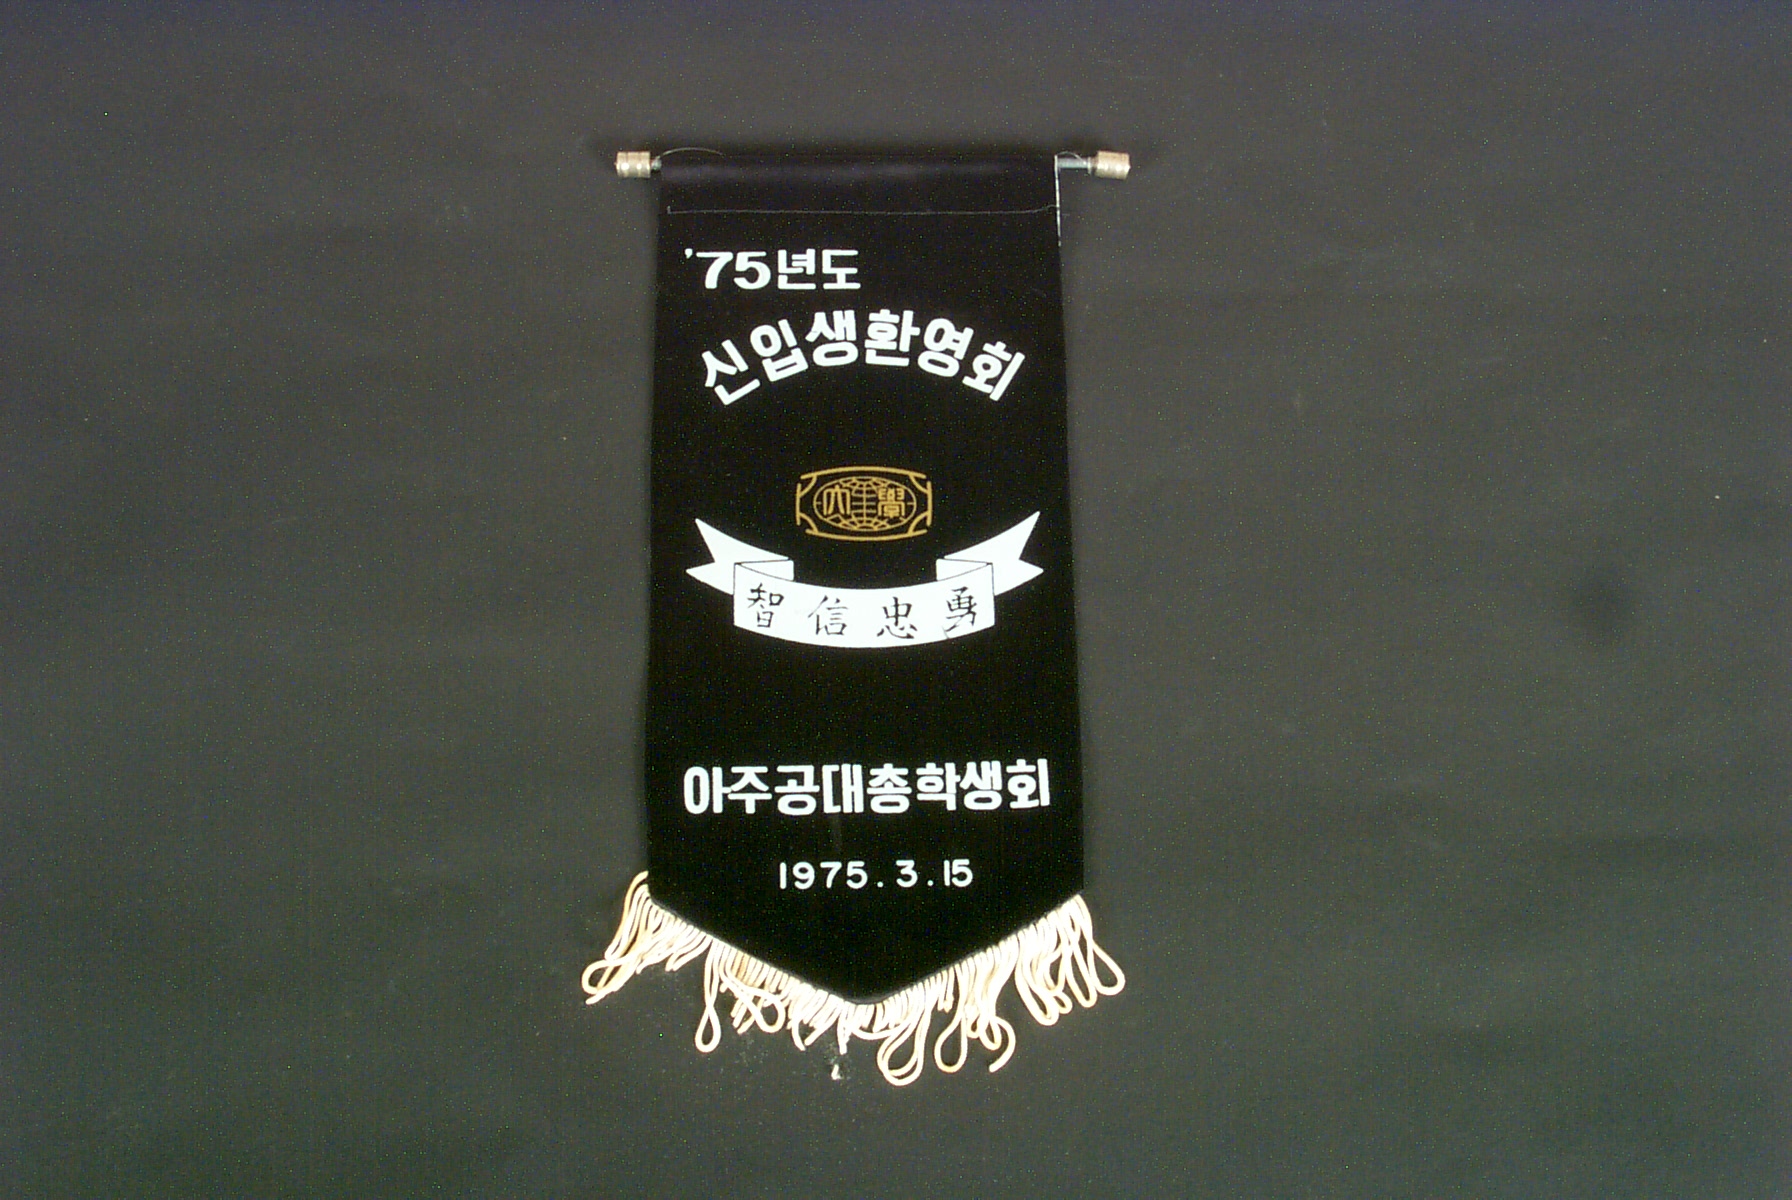 '75년도
신입생환영회
智信忠勇
아주공대총학생회
1975.3.15